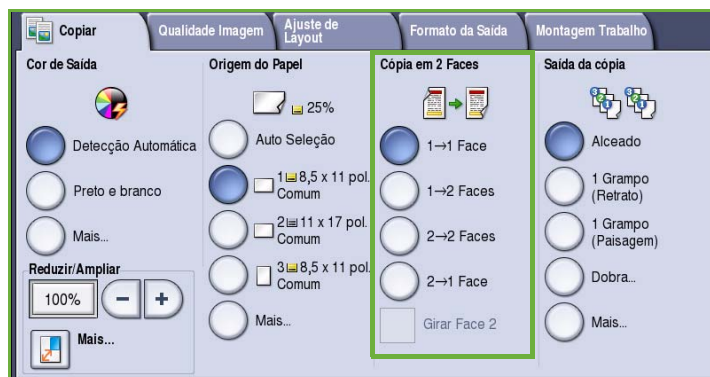 Copiar
Qualidade Imagem
Ajuste de
Layout
Formato da Saída
Montagem Trabalho
Cor de Saída
Detecção Automática
Preto e branco
Mais...
Reduzir/Ampliar
100%
Mais...
Origem do Papel
25%
Auto Seleção
1 8,5 x 11 pol.
Comum
2 11 x 17 pol.
Comum
3 8,5 x 11 pol.
Comum
Mais...
Cópia em 2 Faces
1→1 Face
1→2 Faces
2→2 Faces
2→1 Face
Girar Face 2
Saída da cópia
Alceado
1 Grampo
(Retrato)
1 Grampo
(Paisagem)
Dobra...
Mais...